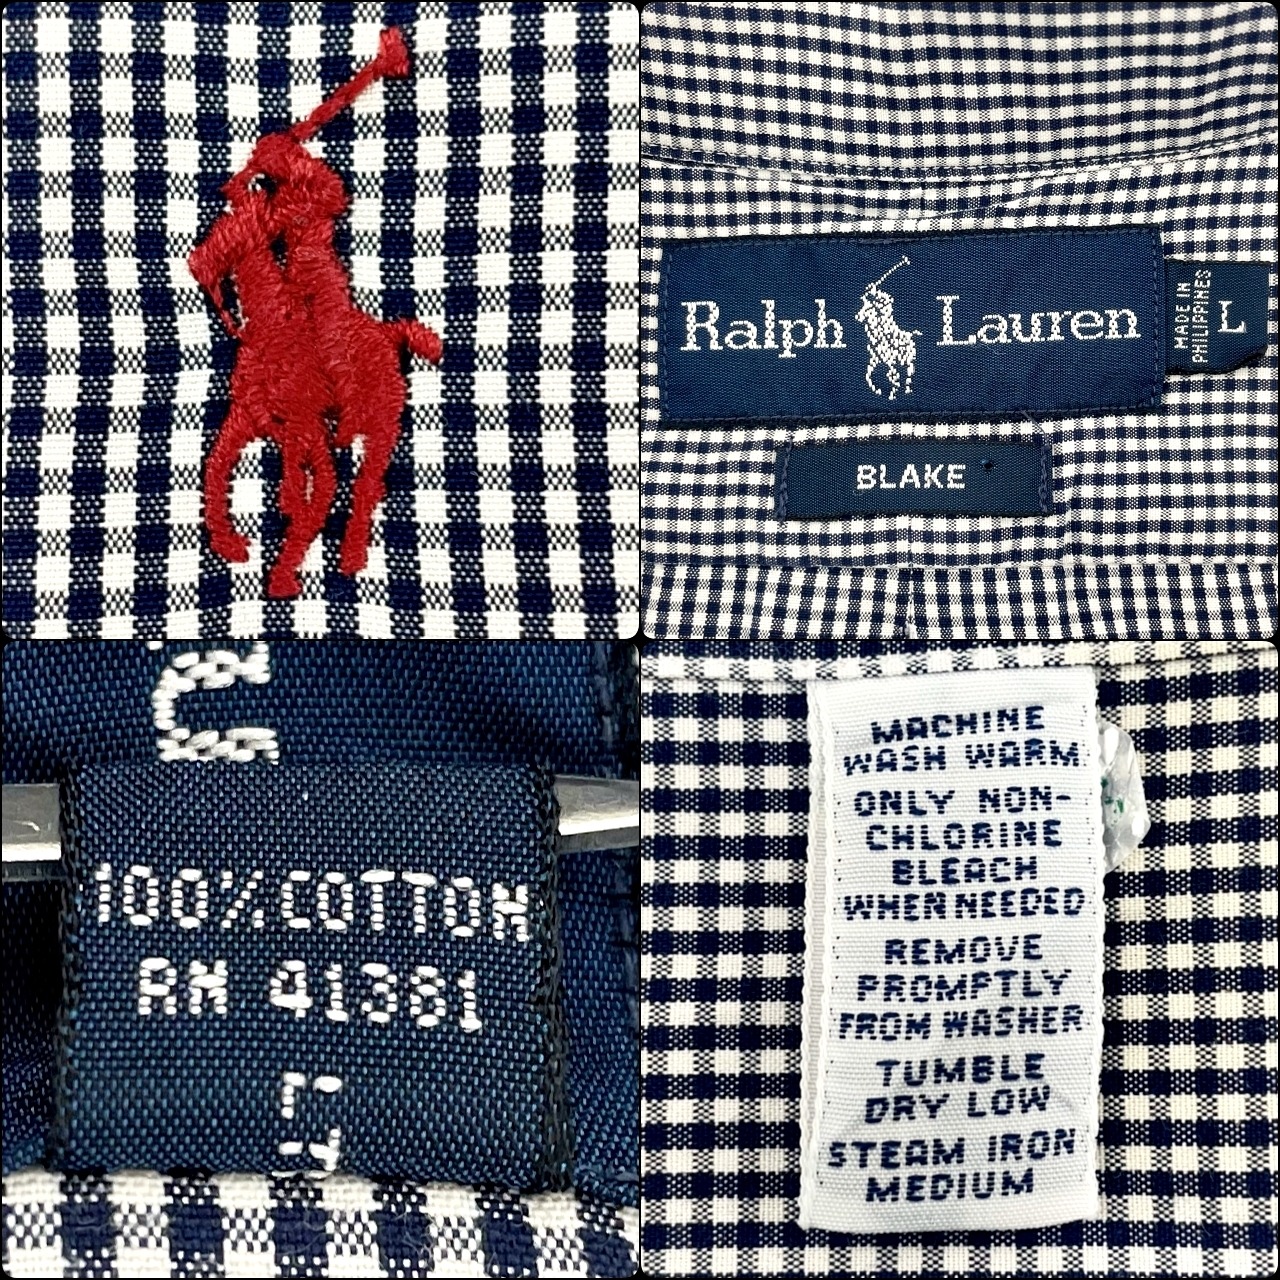 Ralph Lauren
MADE IN
PHILIPPINES
L
BLAKE
100% COTTON
RN 41381
MACHINE
WASH WARM
ONLY NON-
CHLORINE
BLEACH
WHEN NEEDED
REMOVE
PROMPTLY
FROM WASHER
TUMBLE
DRY LOW
STEAM IRON
MEDIUM